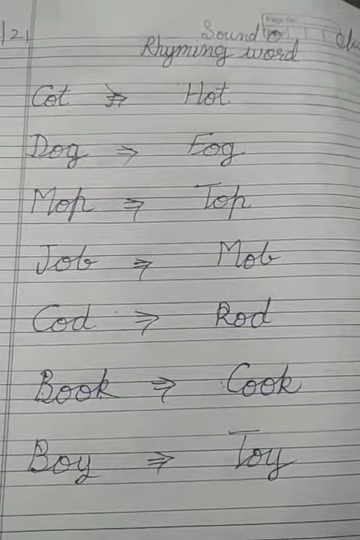 Sound o
Rhyming word
Cot ⇒ Hot
Dog ⇒ Fog
Mop ⇒ Top
Job ⇒ Mob
Cod ⇒ Rod
Book ⇒ Cook
Boy ⇒ Toy